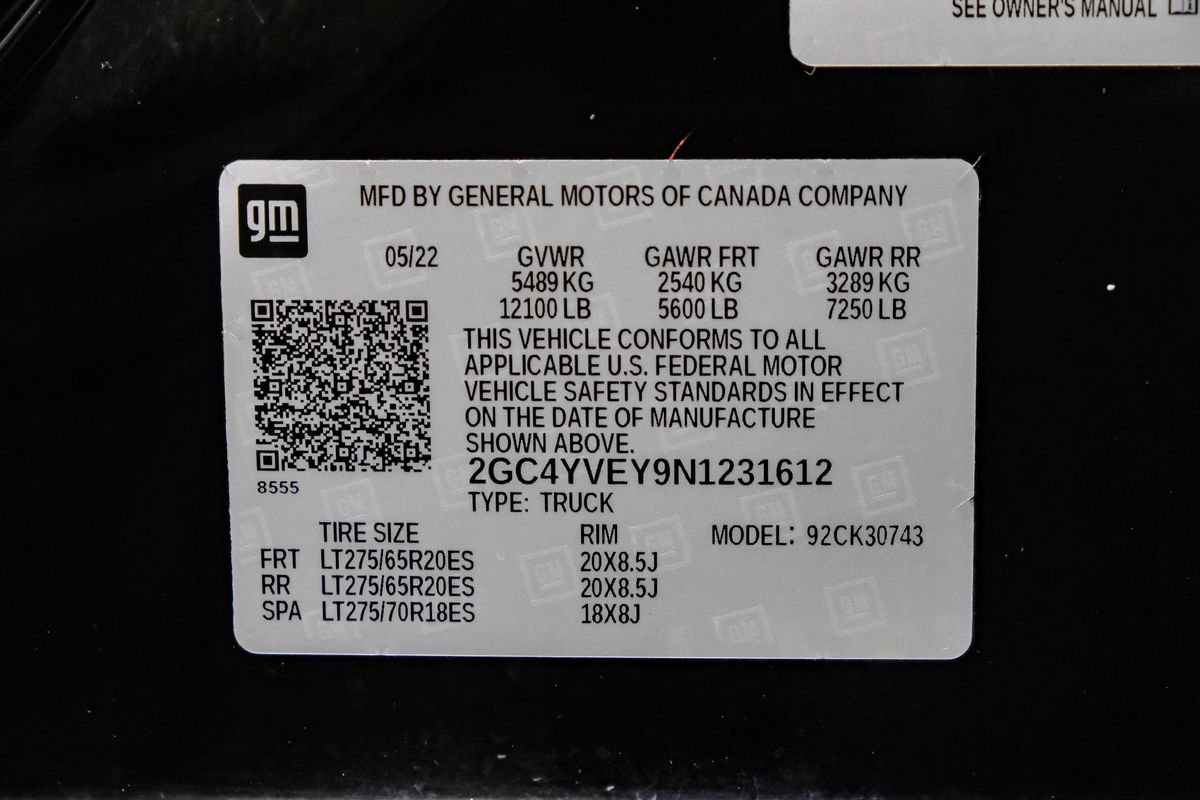 SEE OWNER'S MANUAL
gm
MFD BY GENERAL MOTORS OF CANADA COMPANY
05/22 GVWR GAWR FRT GAWR RR
5489 KG 2540 KG 3289 KG
12100 LB 5600 LB 7250 LB
THIS VEHICLE CONFORMS TO ALL
APPLICABLE U.S. FEDERAL MOTOR
VEHICLE SAFETY STANDARDS IN EFFECT
ON THE DATE OF MANUFACTURE
SHOWN ABOVE.
2GC4YVEY9N1231612
8555
TYPE: TRUCK
TIRE SIZE RIM MODEL: 92CK30743
FRT LT275/65R20ES 20X8.5J
RR LT275/65R20ES 20X8.5J
SPA LT275/70R18ES 18X8J